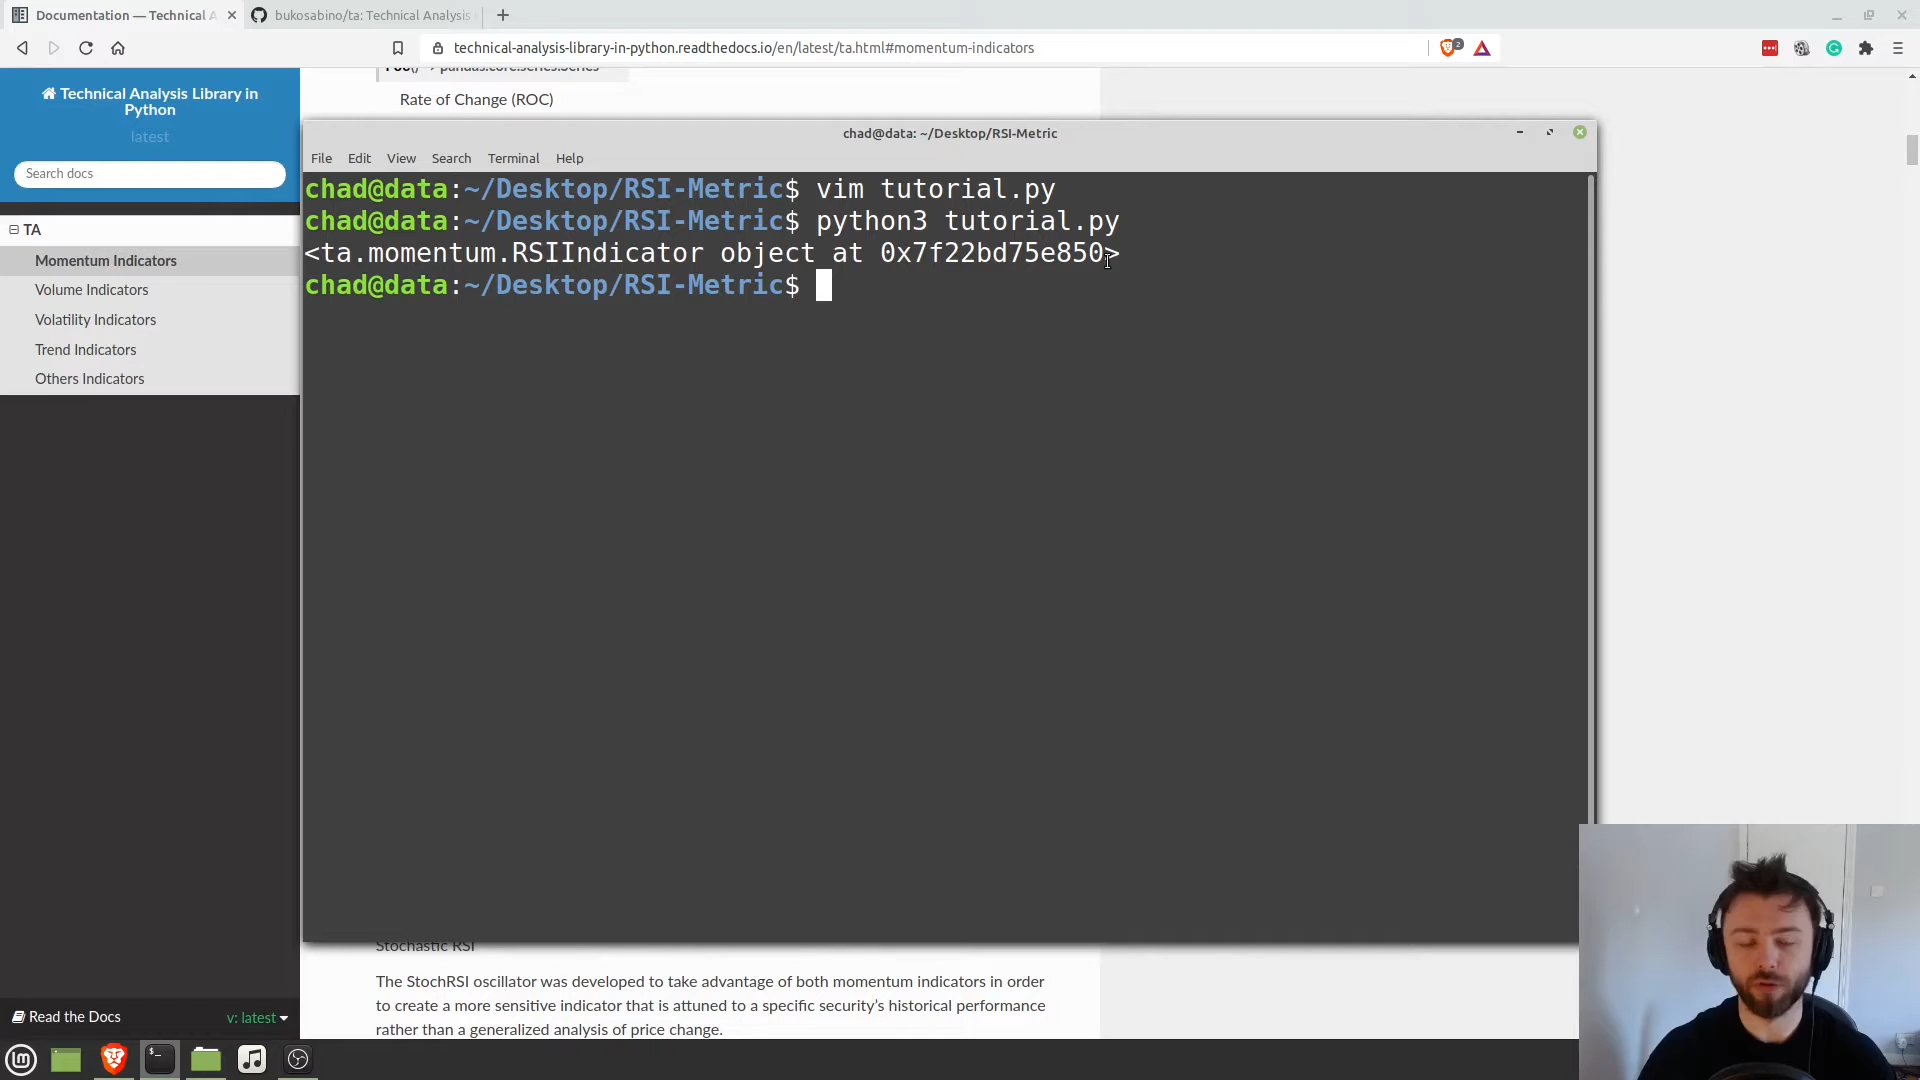 Documentation — Technical A
bukosabino/ta: Technical Analysis
technical-analysis-library-in-python.readthedocs.io/en/latest/ta.html#momentum-indicators
2
Technical Analysis Library in
Python
latest
Search docs
TA
Momentum Indicators
Volume Indicators
Volatility Indicators
Trend Indicators
Others Indicators
Read the Docs
v: latest
Rate of Change (ROC)
chad@data: ~/Desktop/RSI-Metric
File Edit View Search Terminal Help
chad@data:~/Desktop/RSI-Metric$ vim tutorial.py
chad@data:~/Desktop/RSI-Metric$ python3 tutorial.py
<ta.momentum.RSIIndicator object at 0x7f22bd75e850>
chad@data:~/Desktop/RSI-Metric$
Stochastic RSI
The StochRSI oscillator was developed to take advantage of both momentum indicators in order
to create a more sensitive indicator that is attuned to a specific security’s historical performance
rather than a generalized analysis of price change.